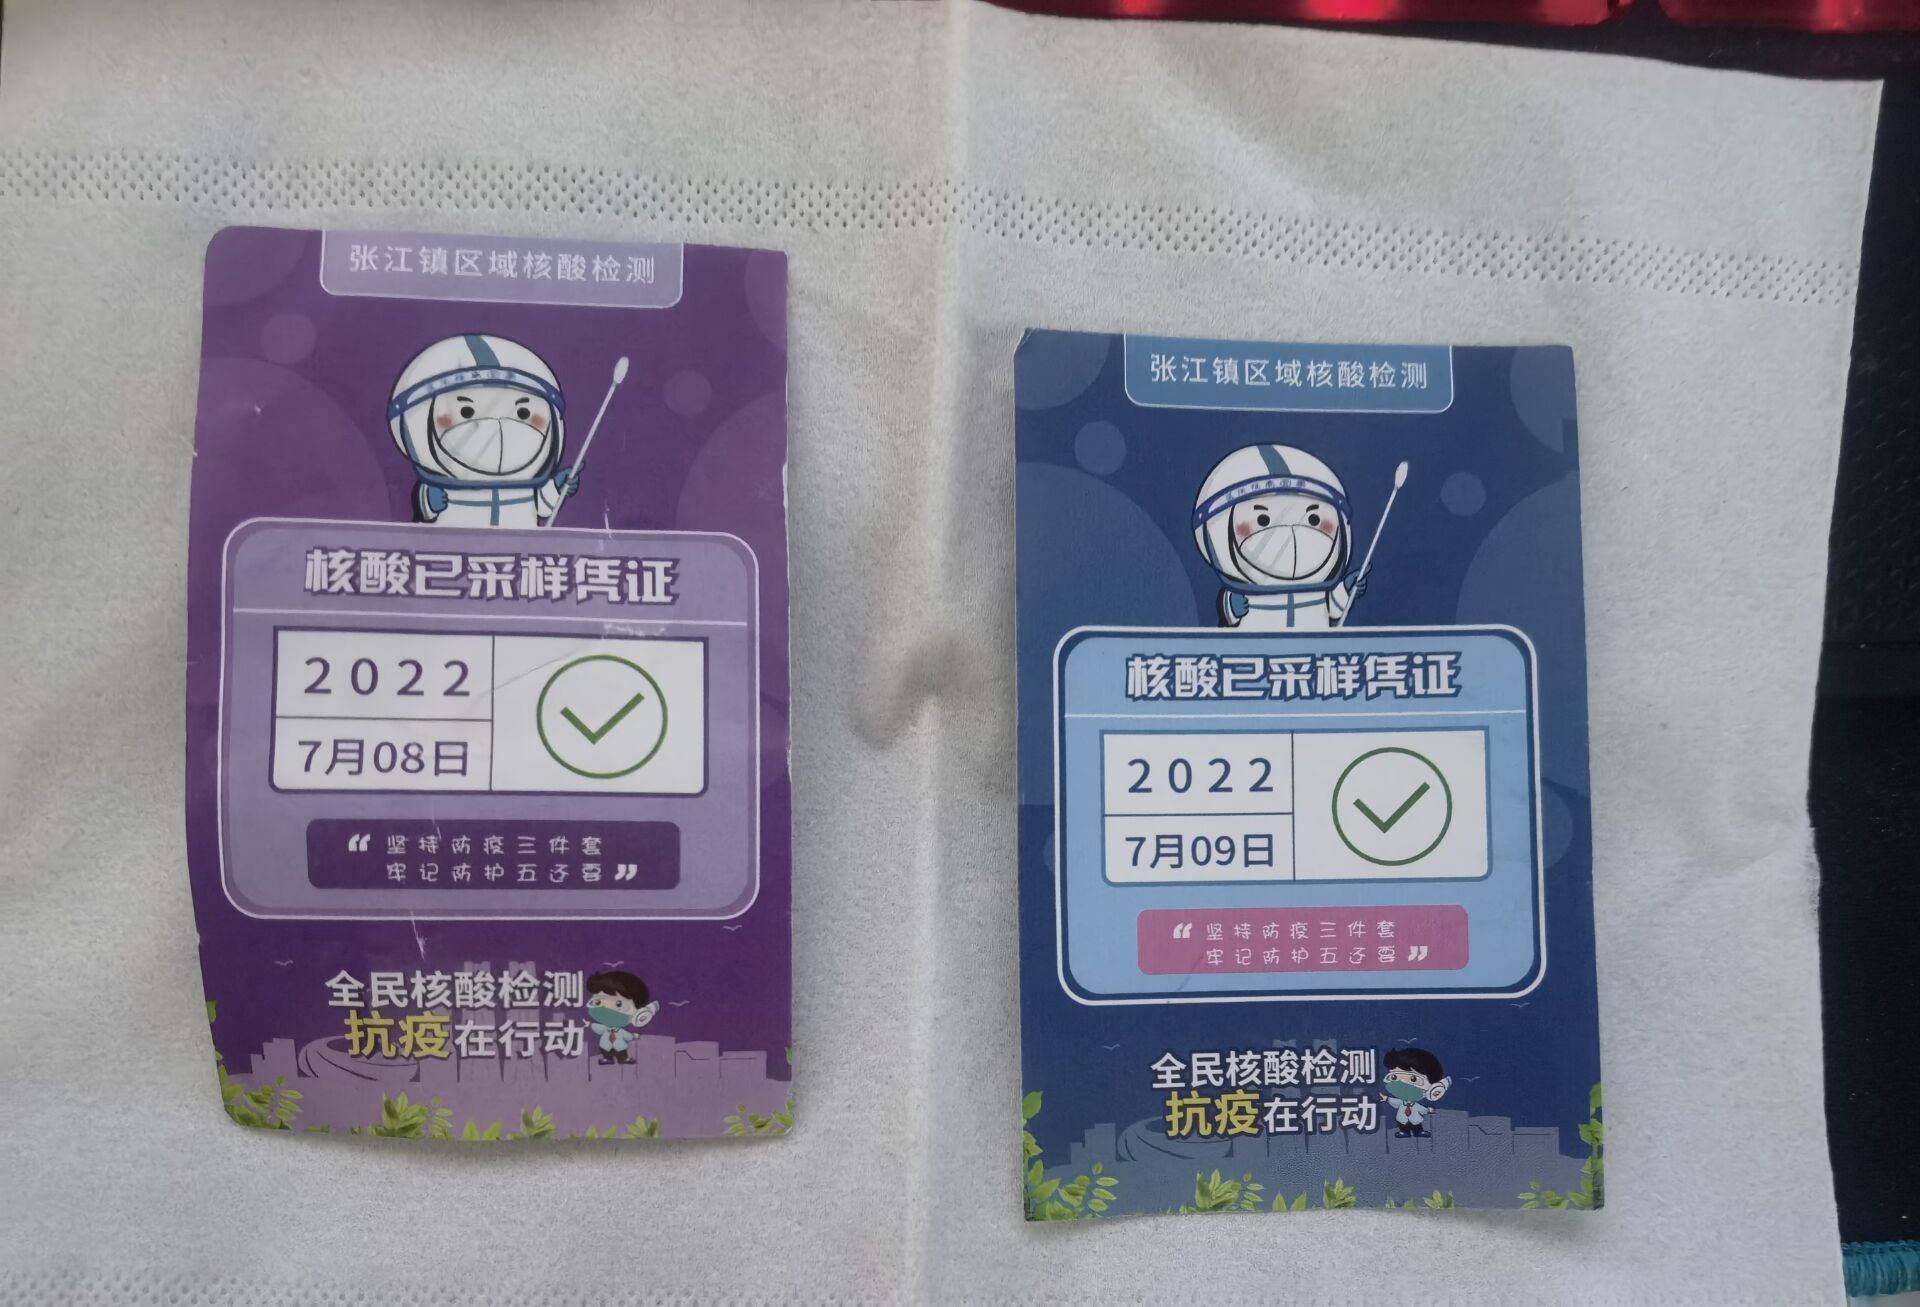 张江镇区域核酸检测
核酸已采样凭证
2022
7月08日
“ 坚持防疫三件套
牢记防护五还要 ”
全民核酸检测
抗疫在行动
张江镇区域核酸检测
核酸已采样凭证
2022
7月09日
“ 坚持防疫三件套
牢记防护五还要 ”
全民核酸检测
抗疫在行动